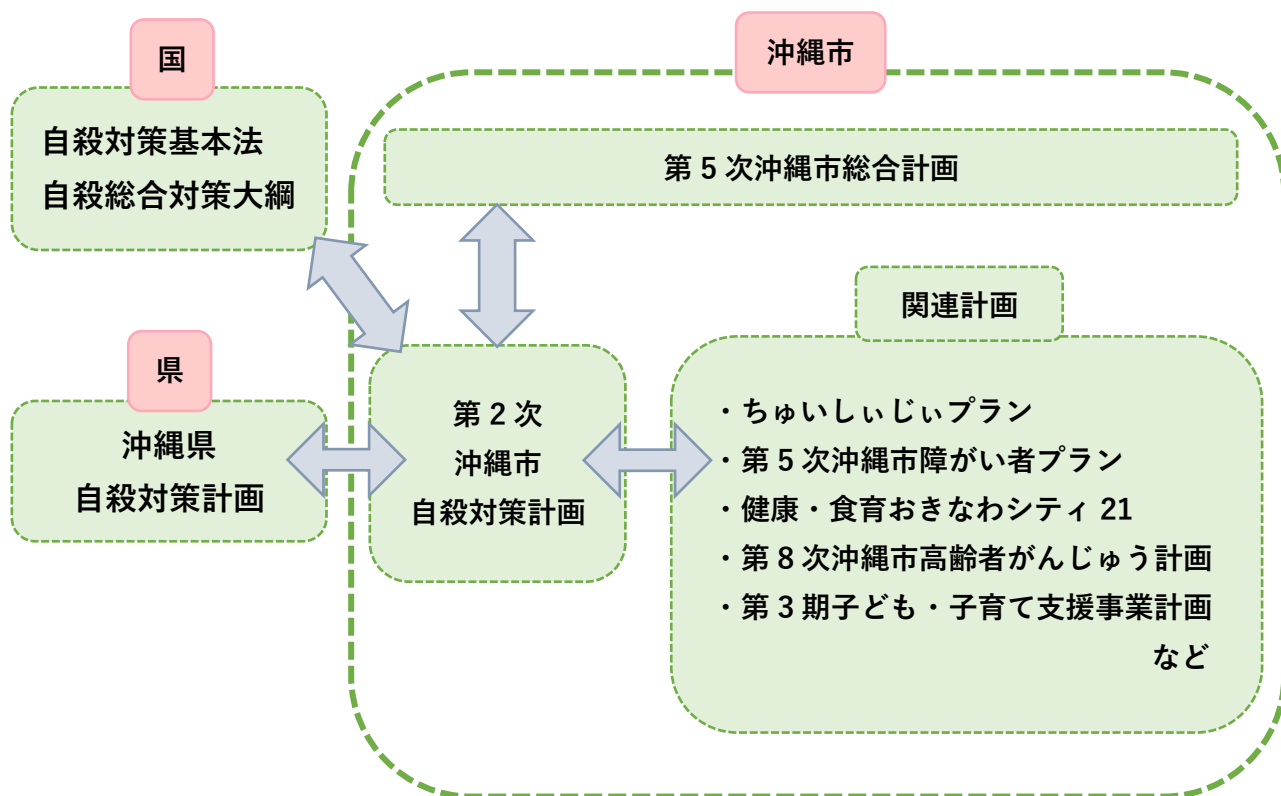 国
自殺対策基本法
自殺総合対策大綱
県
沖縄県
自殺対策計画
沖縄市
第5次沖縄市総合計画
第2次
沖縄市
自殺対策計画
関連計画
・ちゅいしぃじぃプラン
・第5次沖縄市障がい者プラン
・健康・食育おきなわシティ21
・第8次沖縄市高齢者がんじゅう計画
・第3期子ども・子育て支援事業計画
など